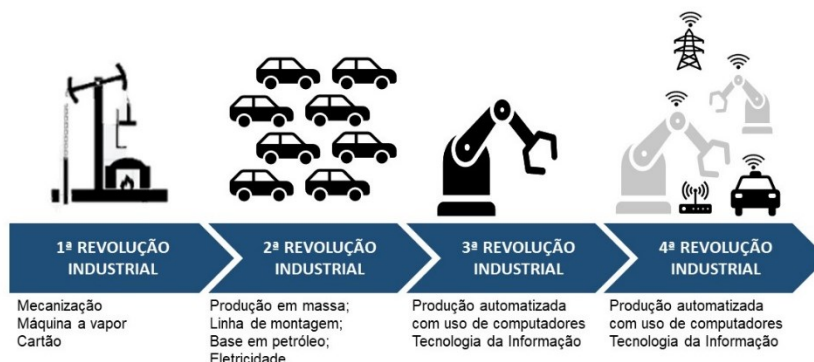 1ª REVOLUÇÃO
INDUSTRIAL
2ª REVOLUÇÃO
INDUSTRIAL
3ª REVOLUÇÃO
INDUSTRIAL
4ª REVOLUÇÃO
INDUSTRIAL
Mecanização
Máquina a vapor
Cartão
Produção em massa;
Linha de montagem;
Base em petróleo;
Eletricidade
Produção automatizada
com uso de computadores
Tecnologia da Informação
Produção automatizada
com uso de computadores
Tecnologia da Informação